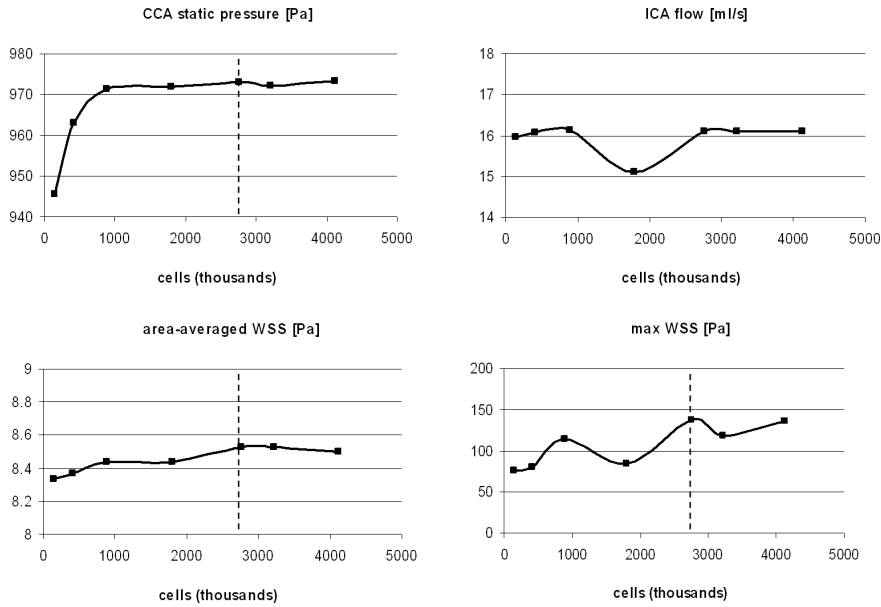 CCA static pressure [Pa]
980
970
960
950
940
0 1000 2000 3000 4000 5000
cells (thousands)
ICA flow [ml/s]
18
17
16
15
14
0 1000 2000 3000 4000 5000
cells (thousands)
area-averaged WSS [Pa]
9
8.8
8.6
8.4
8.2
8
0 1000 2000 3000 4000 5000
cells (thousands)
max WSS [Pa]
200
150
100
50
0
0 1000 2000 3000 4000 5000
cells (thousands)